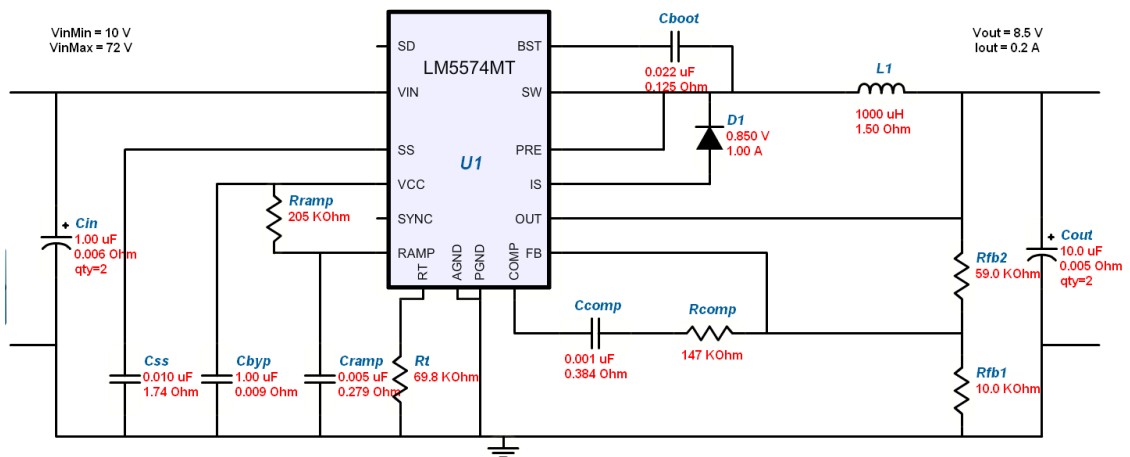 VinMin = 10 V
VinMax = 72 V
Vout = 8.5 V
Iout = 0.2 A
Cboot
0.022 uF
0.125 Ohm
L1
1000 uH
1.50 Ohm
D1
0.850 V
1.00 A
LM5574MT
U1
SD
VIN
SS
VCC
SYNC
RAMP
RT
AGND
PGND
COMP
BST
SW
PRE
IS
OUT
FB
Rramp
205 KOhm
Cin
1.00 uF
0.006 Ohm
qty=2
Cout
10.0 uF
0.005 Ohm
qty=2
Rfb2
59.0 KOhm
Ccomp
0.001 uF
0.384 Ohm
Rcomp
147 KOhm
Css
0.010 uF
1.74 Ohm
Cbyp
1.00 uF
0.009 Ohm
Cramp
0.005 uF
0.279 Ohm
Rt
69.8 KOhm
Rfb1
10.0 KOhm